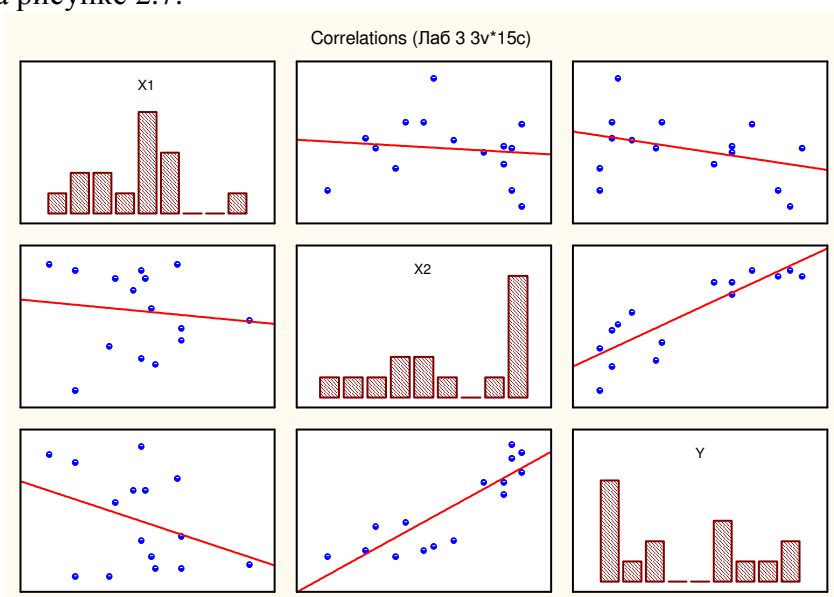 а рисунке 2.7.
Correlations (Лаб 3 3v*15c)
X1
X2
Y